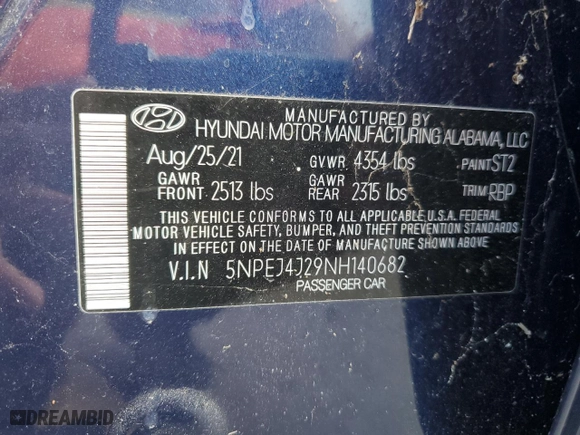 MANUFACTURED BY
HYUNDAI MOTOR MANUFACTURING ALABAMA, LLC
Aug/25/21 GVWR 4354 lbs PAINT ST2
GAWR FRONT 2513 lbs GAWR REAR 2315 lbs TRIM RBP
THIS VEHICLE CONFORMS TO ALL APPLICABLE U.S.A. FEDERAL
MOTOR VEHICLE SAFETY, BUMPER, AND THEFT PREVENTION STANDARDS
IN EFFECT ON THE DATE OF MANUFACTURE SHOWN ABOVE
V.I.N 5NPEJ4J29NH140682
PASSENGER CAR
DREAMBID